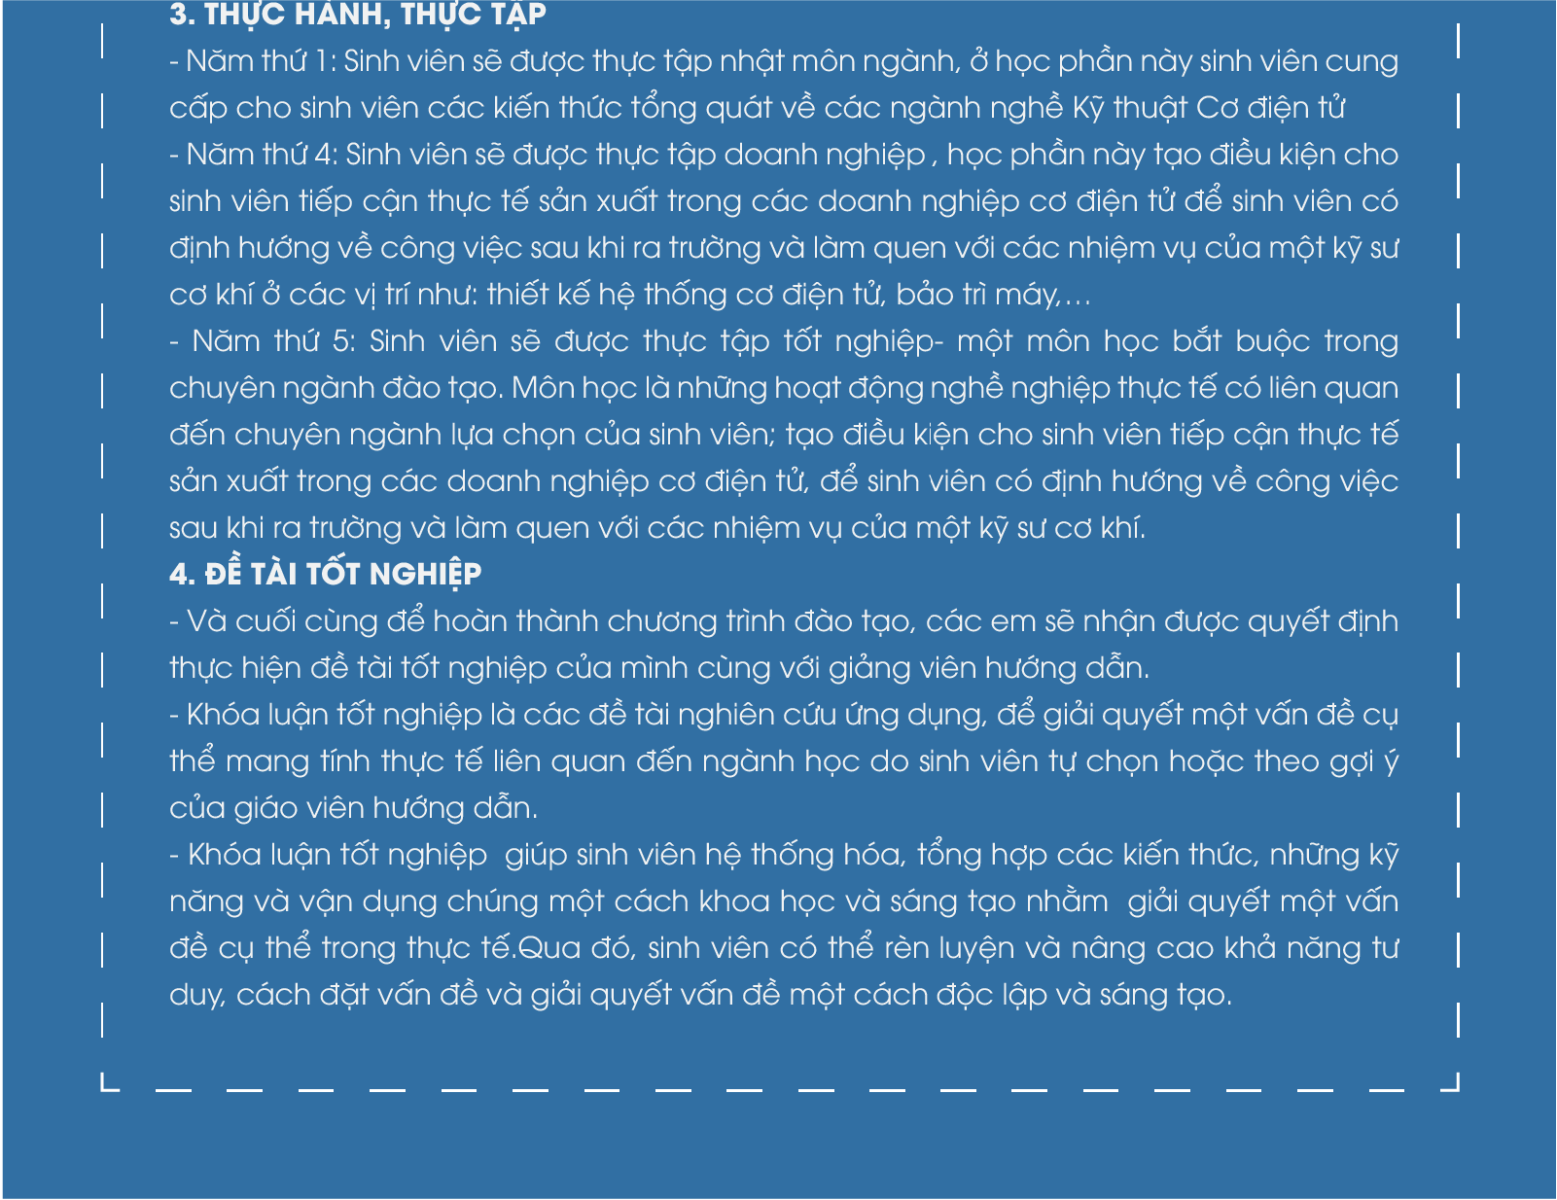 3. THỰC HÀNH, THỰC TẬP
- Năm thứ 1: Sinh viên sẽ được thực tập nhật môn ngành, ở học phần này sinh viên cung
cấp cho sinh viên các kiến thức tổng quát về các ngành nghề Kỹ thuật Cơ điện tử
- Năm thứ 4: Sinh viên sẽ được thực tập doanh nghiệp , học phần này tạo điều kiện cho
sinh viên tiếp cận thực tế sản xuất trong các doanh nghiệp cơ điện tử để sinh viên có
định hướng về công việc sau khi ra trường và làm quen với các nhiệm vụ của một kỹ sư
cơ khí ở các vị trí như: thiết kế hệ thống cơ điện tử, bảo trì máy,...
- Năm thứ 5: Sinh viên sẽ được thực tập tốt nghiệp- một môn học bắt buộc trong
chuyên ngành đào tạo. Môn học là những hoạt động nghề nghiệp thực tế có liên quan
đến chuyên ngành lựa chọn của sinh viên; tạo điều kiện cho sinh viên tiếp cận thực tế
sản xuất trong các doanh nghiệp cơ điện tử, để sinh viên có định hướng về công việc
sau khi ra trường và làm quen với các nhiệm vụ của một kỹ sư cơ khí.
4. ĐỀ TÀI TỐT NGHIỆP
- Và cuối cùng để hoàn thành chương trình đào tạo, các em sẽ nhận được quyết định
thực hiện đề tài tốt nghiệp của mình cùng với giảng viên hướng dẫn.
- Khóa luận tốt nghiệp là các đề tài nghiên cứu ứng dụng, để giải quyết một vấn đề cụ
thể mang tính thực tế liên quan đến ngành học do sinh viên tự chọn hoặc theo gợi ý
của giáo viên hướng dẫn.
- Khóa luận tốt nghiệp  giúp sinh viên hệ thống hóa, tổng hợp các kiến thức, những kỹ
năng và vận dụng chúng một cách khoa học và sáng tạo nhằm  giải quyết một vấn
đề cụ thể trong thực tế.Qua đó, sinh viên có thể rèn luyện và nâng cao khả năng tư
duy, cách đặt vấn đề và giải quyết vấn đề một cách độc lập và sáng tạo.